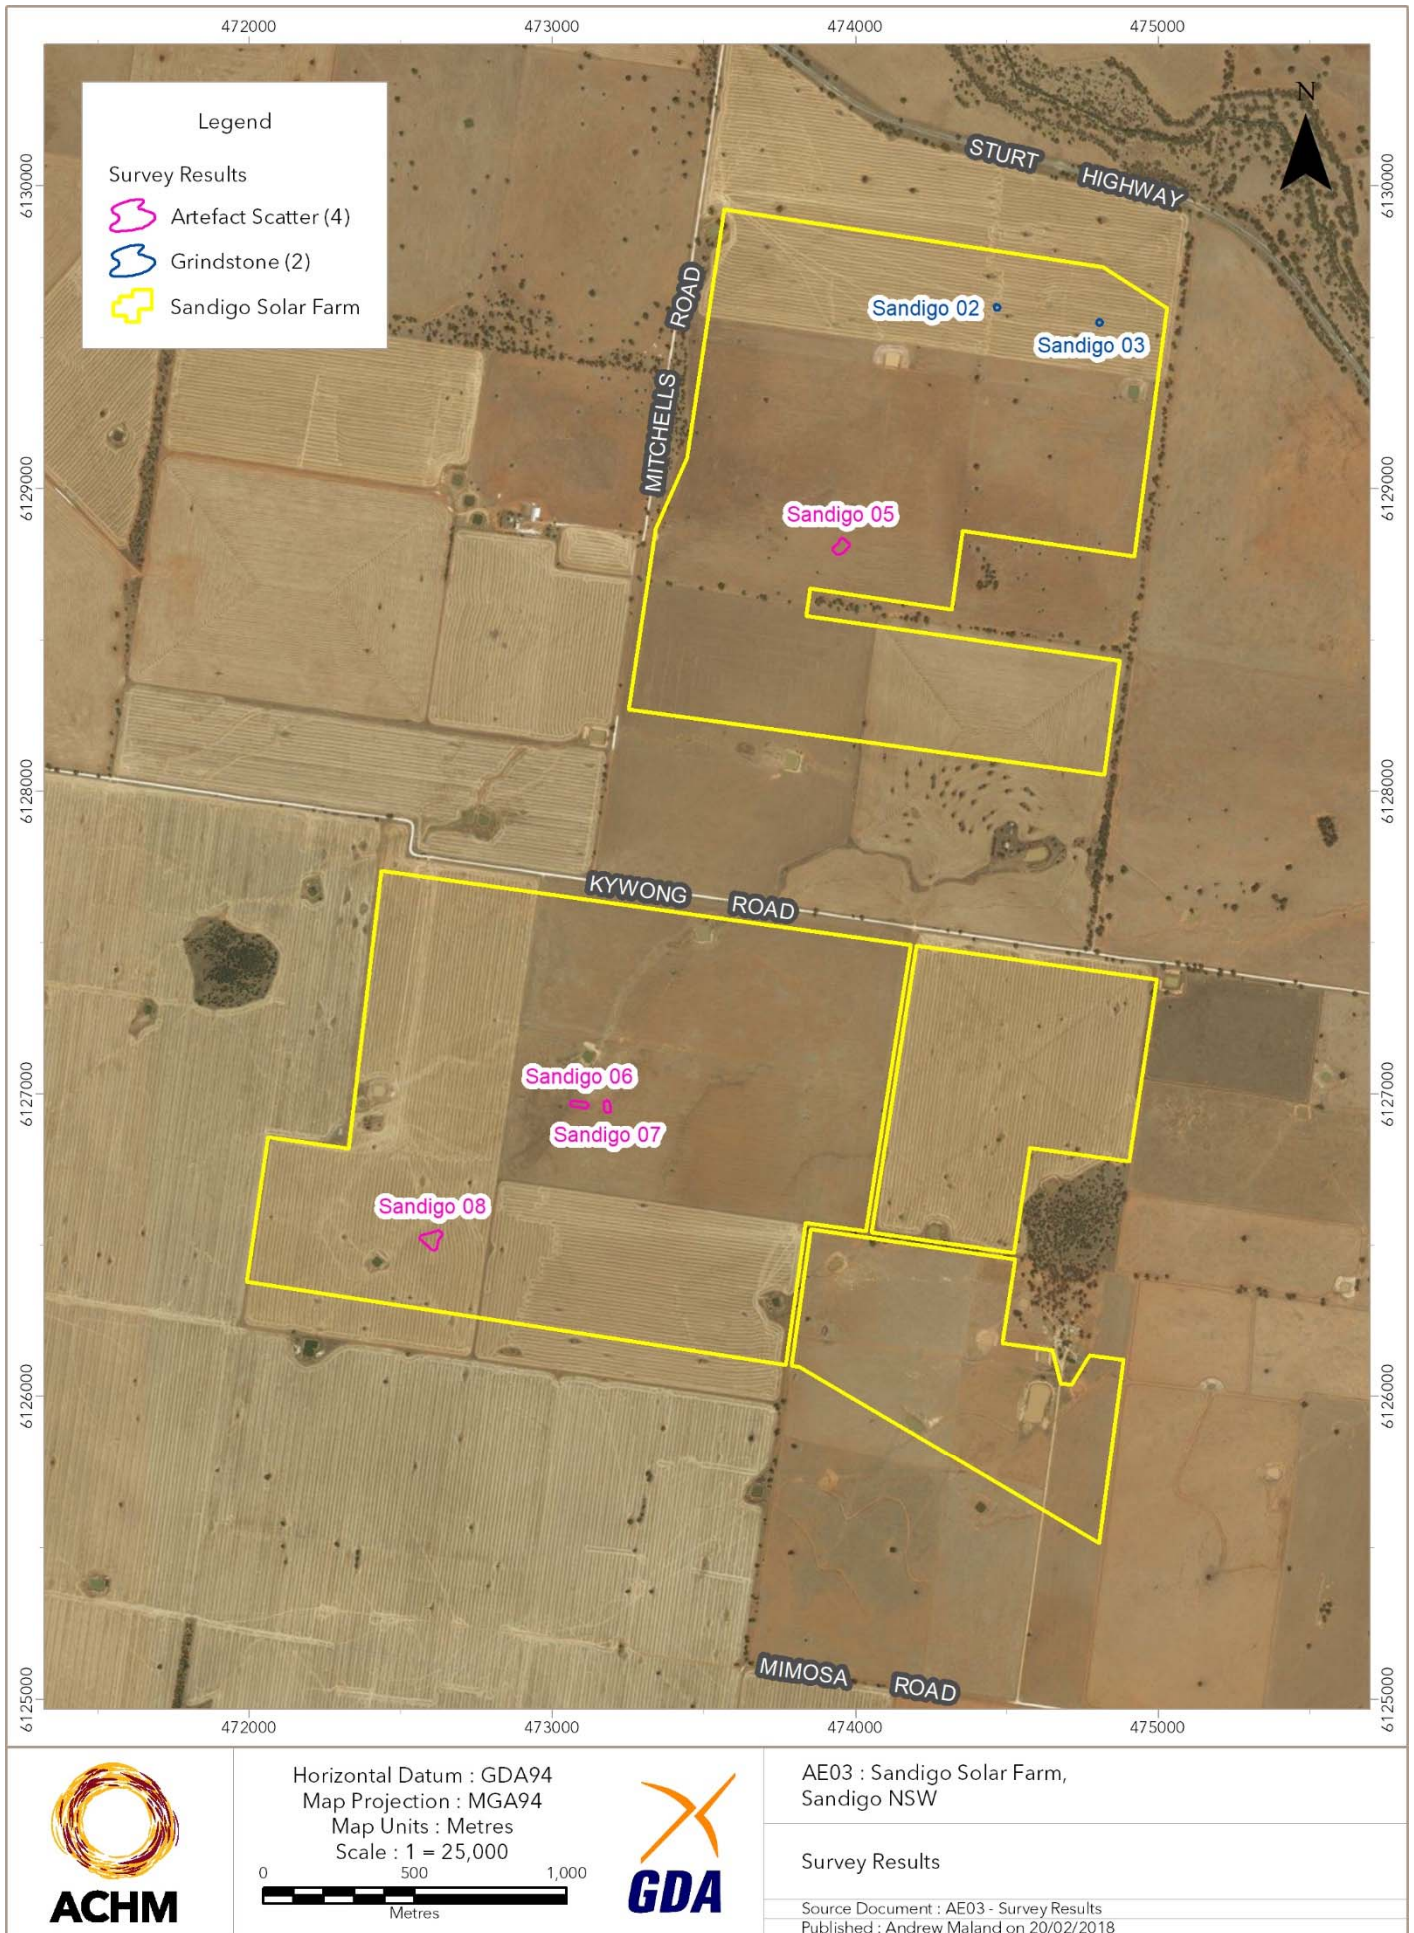 472000
473000
474000
475000
Legend
Survey Results
Artefact Scatter (4)
Grindstone (2)
Sandigo Solar Farm
N
STURT HIGHWAY
6130000
6130000
MITCHELLS ROAD
Sandigo 02
Sandigo 03
6129000
6129000
Sandigo 05
6128000
6128000
KYWONG ROAD
6127000
6127000
Sandigo 06
Sandigo 07
Sandigo 08
6126000
6126000
MIMOSA ROAD
6125000
6125000
472000
473000
474000
475000
ACHM
Horizontal Datum : GDA94
Map Projection : MGA94
Map Units : Metres
Scale : 1 = 25,000
0 500 1,000
Metres
GDA
AE03 : Sandigo Solar Farm,
Sandigo NSW
Survey Results
Source Document : AE03 - Survey Results
Published : Andrew Maland on 20/02/2018